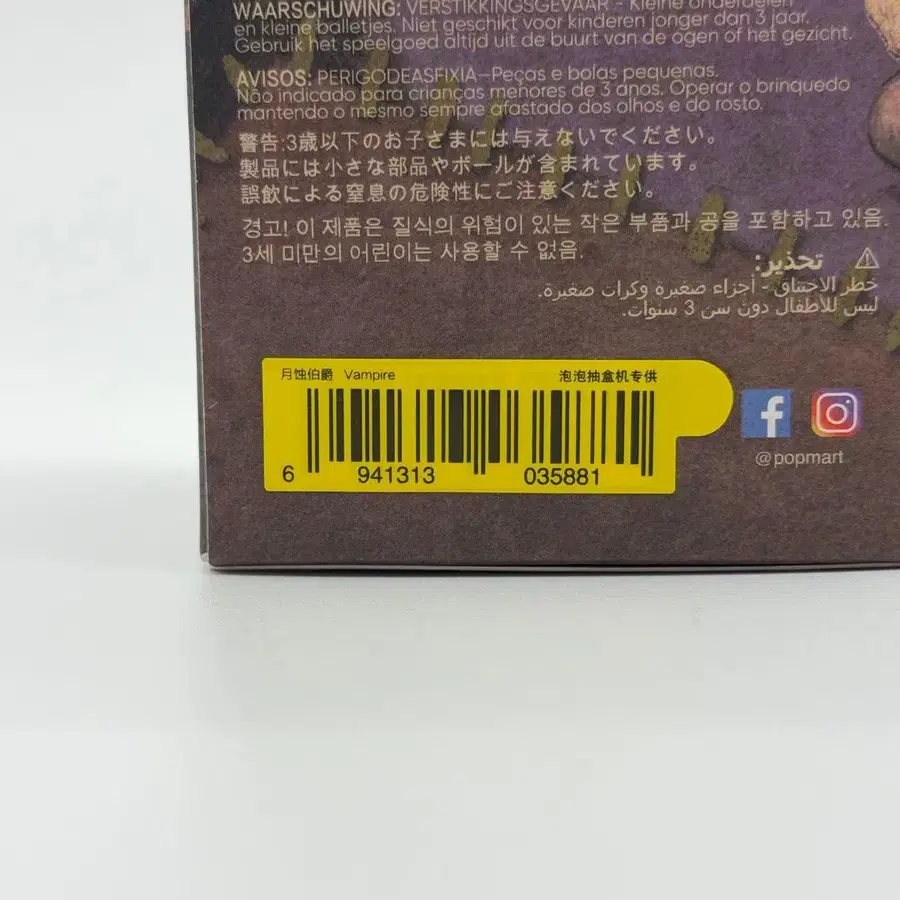 WAARSCHUWING: VERSTIKKINGSGEVAAR - Kleine onderdelen
en kleine balletjes. Niet geschikt voor kinderen jonger dan 3 jaar.
Gebruik het speelgoed altijd uit de buurt van de ogen of het gezicht.
AVISOS: PERIGODEASFIXIA—Peças e bolas pequenas.
Não indicado para crianças menores de 3 anos. Operar o brinquedo
mantendo o mesmo sempre afastado dos olhos e do rosto.
警告:3歳以下のお子さまには与えないでください。
製品には小さな部品やボールが含まれています。
誤飲による窒息の危険性にご注意ください。
경고! 이 제품은 질식의 위험이 있는 작은 부품과 공을 포함하고 있음.
3세 미만의 어린이는 사용할 수 없음.
⚠ تحذير:
خطر الاختناق - أجزاء صغيرة وكرات صغيرة.
ليس للأطفال دون سن 3 سنوات.
月蚀伯爵 Vampire 泡泡抽盒机专供
6 941313 035881
@popmart